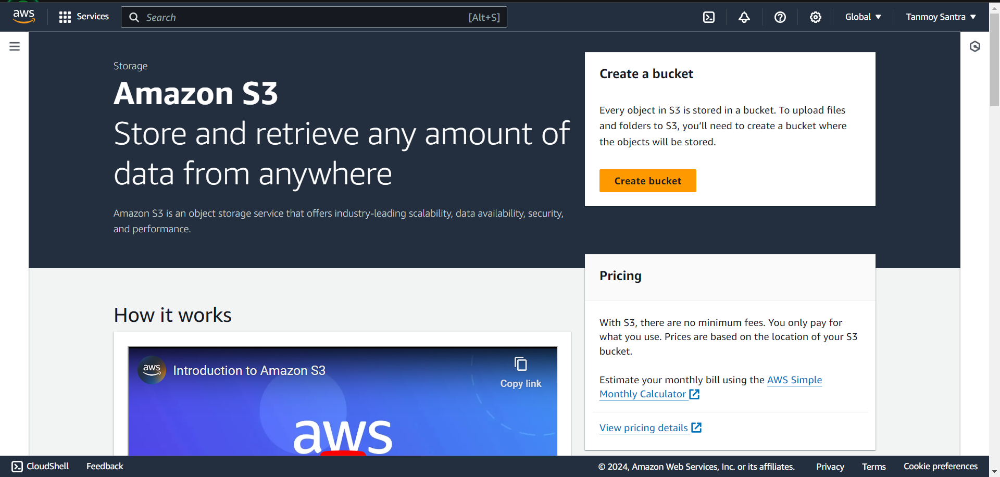 aws
Services
Search
[Alt+S]
Global
Tanmoy Santra
Storage
Amazon S3
Store and retrieve any amount of
data from anywhere
Amazon S3 is an object storage service that offers industry-leading scalability, data availability, security,
and performance.
Create a bucket
Every object in S3 is stored in a bucket. To upload files
and folders to S3, you’ll need to create a bucket where
the objects will be stored.
Create bucket
Pricing
With S3, there are no minimum fees. You only pay for
what you use. Prices are based on the location of your S3
bucket.
Estimate your monthly bill using the AWS Simple
Monthly Calculator
View pricing details
How it works
aws
Introduction to Amazon S3
Copy link
aws
CloudShell
Feedback
© 2024, Amazon Web Services, Inc. or its affiliates.
Privacy
Terms
Cookie preferences